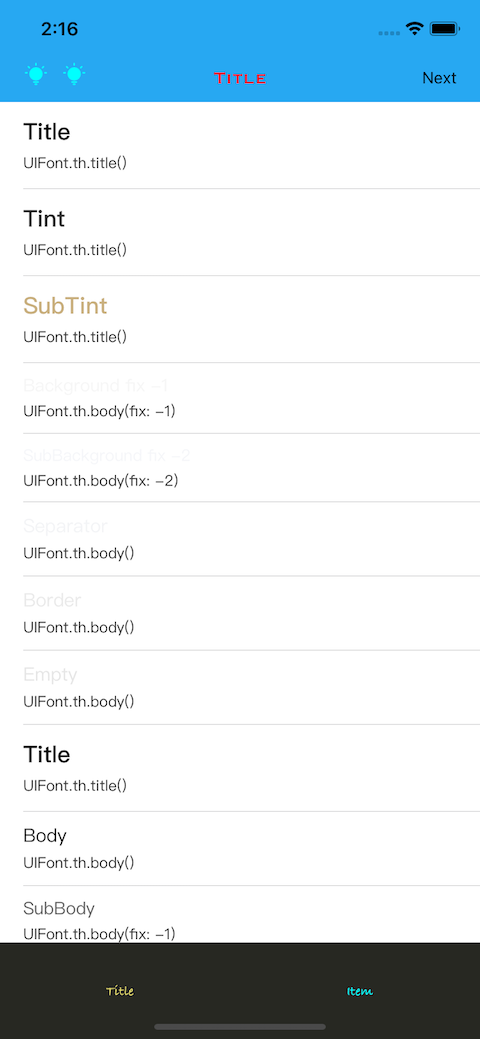 2:16
Title
Next
Title
UIFont.th.title()
Tint
UIFont.th.title()
SubTint
UIFont.th.title()
Background fix -1
UIFont.th.body(fix: -1)
SubBackground fix -2
UIFont.th.body(fix: -2)
Separator
UIFont.th.body()
Border
UIFont.th.body()
Empty
UIFont.th.body()
Title
UIFont.th.title()
Body
UIFont.th.body()
SubBody
UIFont.th.body(fix: -1)
Title
Item